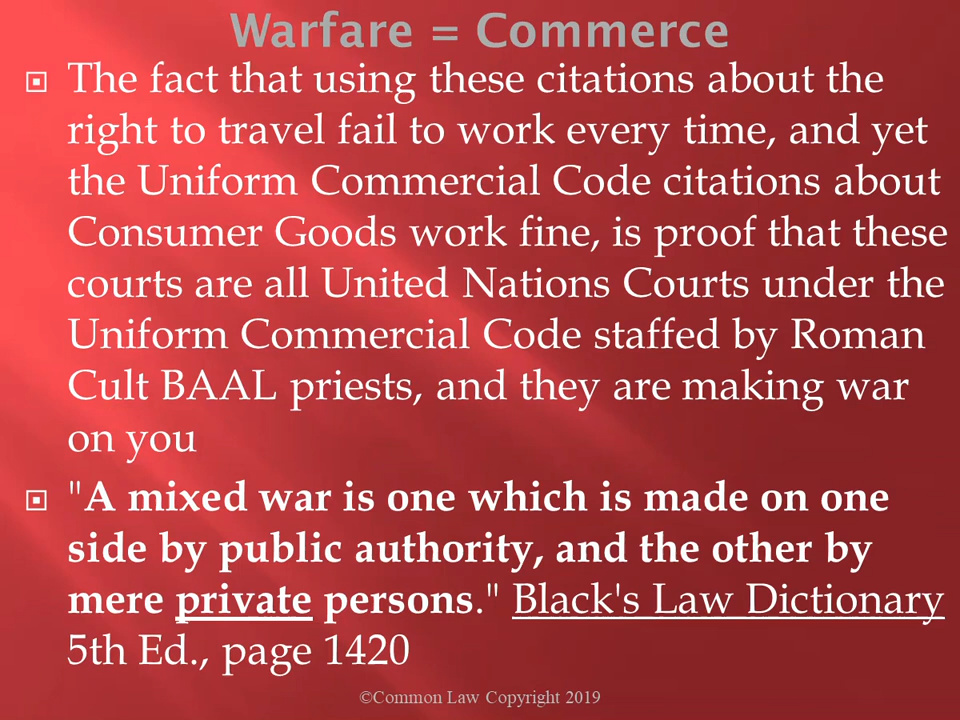 Warfare = Commerce
The fact that using these citations about the
right to travel fail to work every time, and yet
the Uniform Commercial Code citations about
Consumer Goods work fine, is proof that these
courts are all United Nations Courts under the
Uniform Commercial Code staffed by Roman
Cult BAAL priests, and they are making war
on you
"A mixed war is one which is made on one
side by public authority, and the other by
mere private persons." Black's Law Dictionary
5th Ed., page 1420
©Common Law Copyright 2019